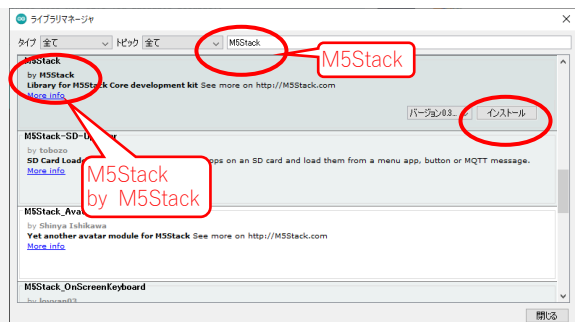 ライブラリマネージャ
タイプ 全て トピック 全て M5Stack
M5Stack
M5Stack
by M5Stack
Library for M5Stack Core development kit See more on http://M5Stack.com
More info
バージョン0.3.. インストール
M5Stack-SD-Up
by tobozo
SD Card Load ops on an SD card and load them from a menu app, button or MQTT message.
More info
M5Stack
by M5Stack
M5Stack_Ava
by Shinya Ishikawa
Yet another avatar module for M5Stack See more on http://M5Stack.com
More info
M5Stack_OnScreenKeyboard
閉じる